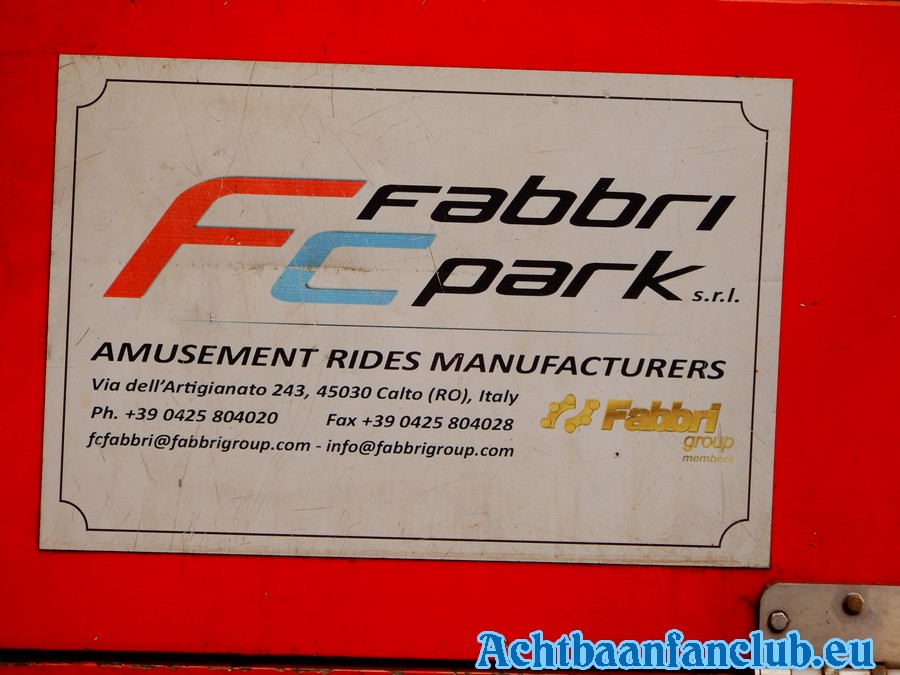 FC Fabbri
park s.r.l.
AMUSEMENT RIDES MANUFACTURERS
Via dell'Artigianato 243, 45030 Calto (RO), Italy
Ph. +39 0425 804020 Fax +39 0425 804028
fcfabbri@fabbrigroup.com - info@fabbrigroup.com
Fabbri
group
members
Achtbaanfanclub.eu